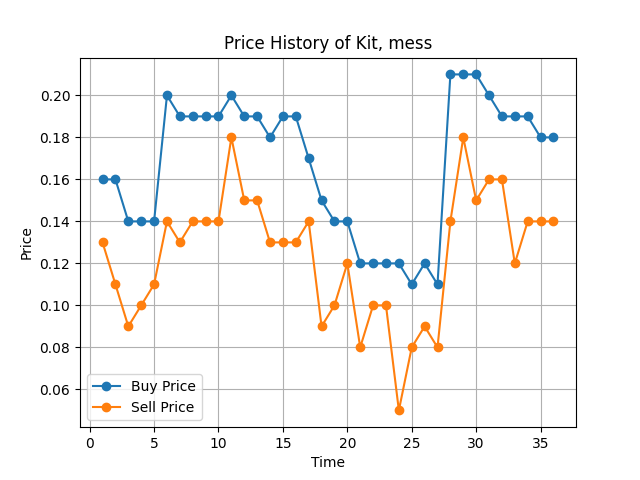 Price History of Kit, mess
Price
0.20
0.18
0.16
0.14
0.12
0.10
0.08
0.06
Buy Price
Sell Price
0 5 10 15 20 25 30 35
Time